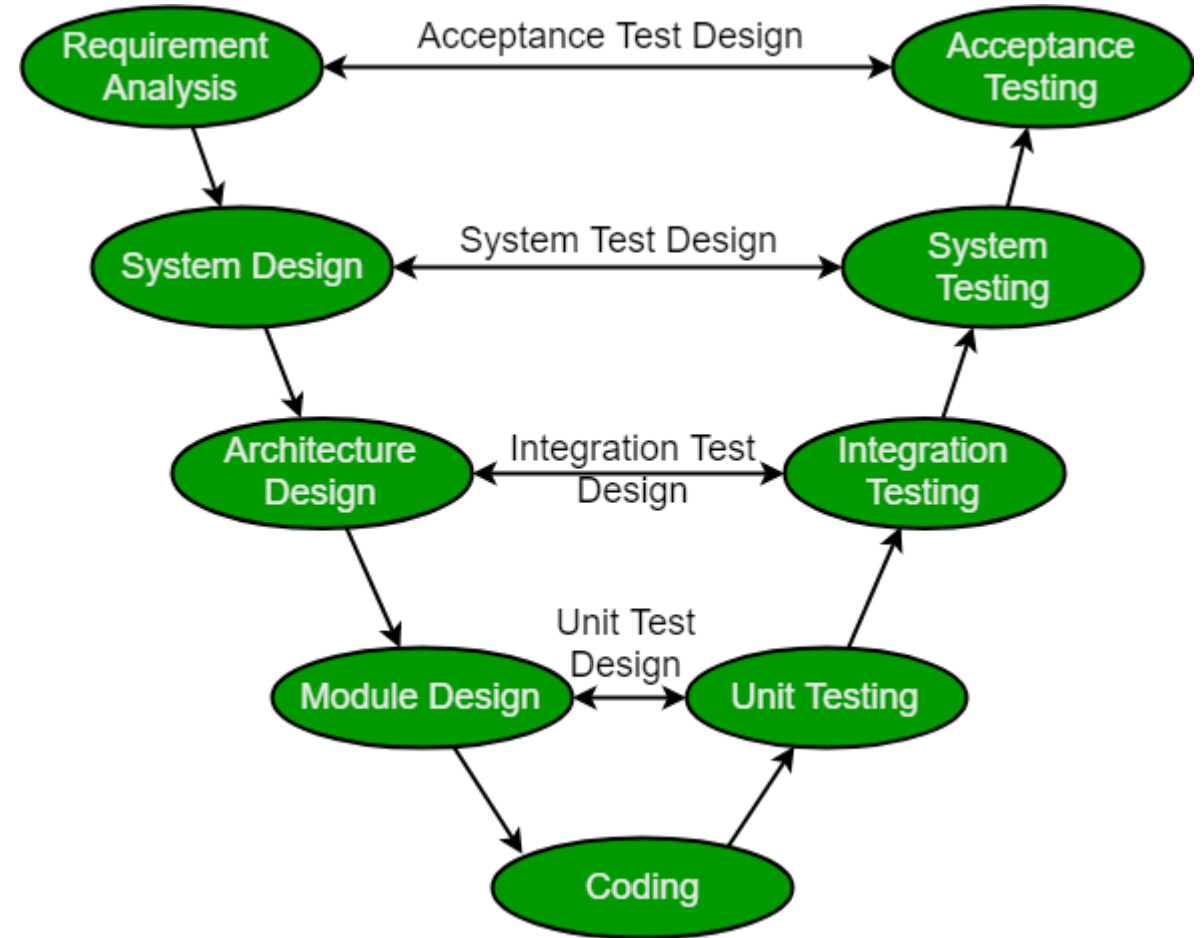 Requirement
Analysis
Acceptance Test Design
Acceptance
Testing
System Design
System Test Design
System
Testing
Architecture
Design
Integration Test
Design
Integration
Testing
Module Design
Unit Test
Design
Unit Testing
Coding